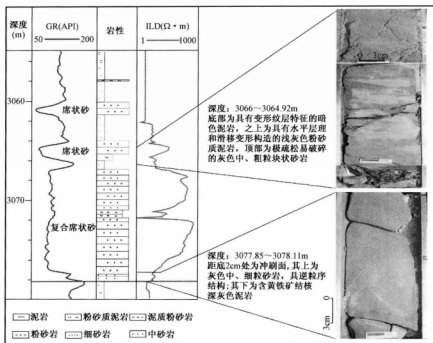 深度 (m)
GR(API)
50 200
岩性
ILD(Ω·m)
1 1000
3060
席状砂
席状砂
3070
复合席状砂
3cm
深度：3066～3064.92m
底部为具有变形纹层特征的暗
色泥岩，之上为具有水平层理
和滑移变形构造的浅灰色粉砂
质泥岩，顶部为极疏松易破碎
的灰色中、粗粒块状砂岩
深度：3077.85～3078.11m
距底2cm处为冲刷面，其上为
灰色中、细粒砂岩，具逆粒序
结构；其下为含黄铁矿结核
深灰色泥岩
3cm 0
泥岩 粉砂质泥岩 泥质粉砂岩
粉砂岩 细砂岩 中砂岩